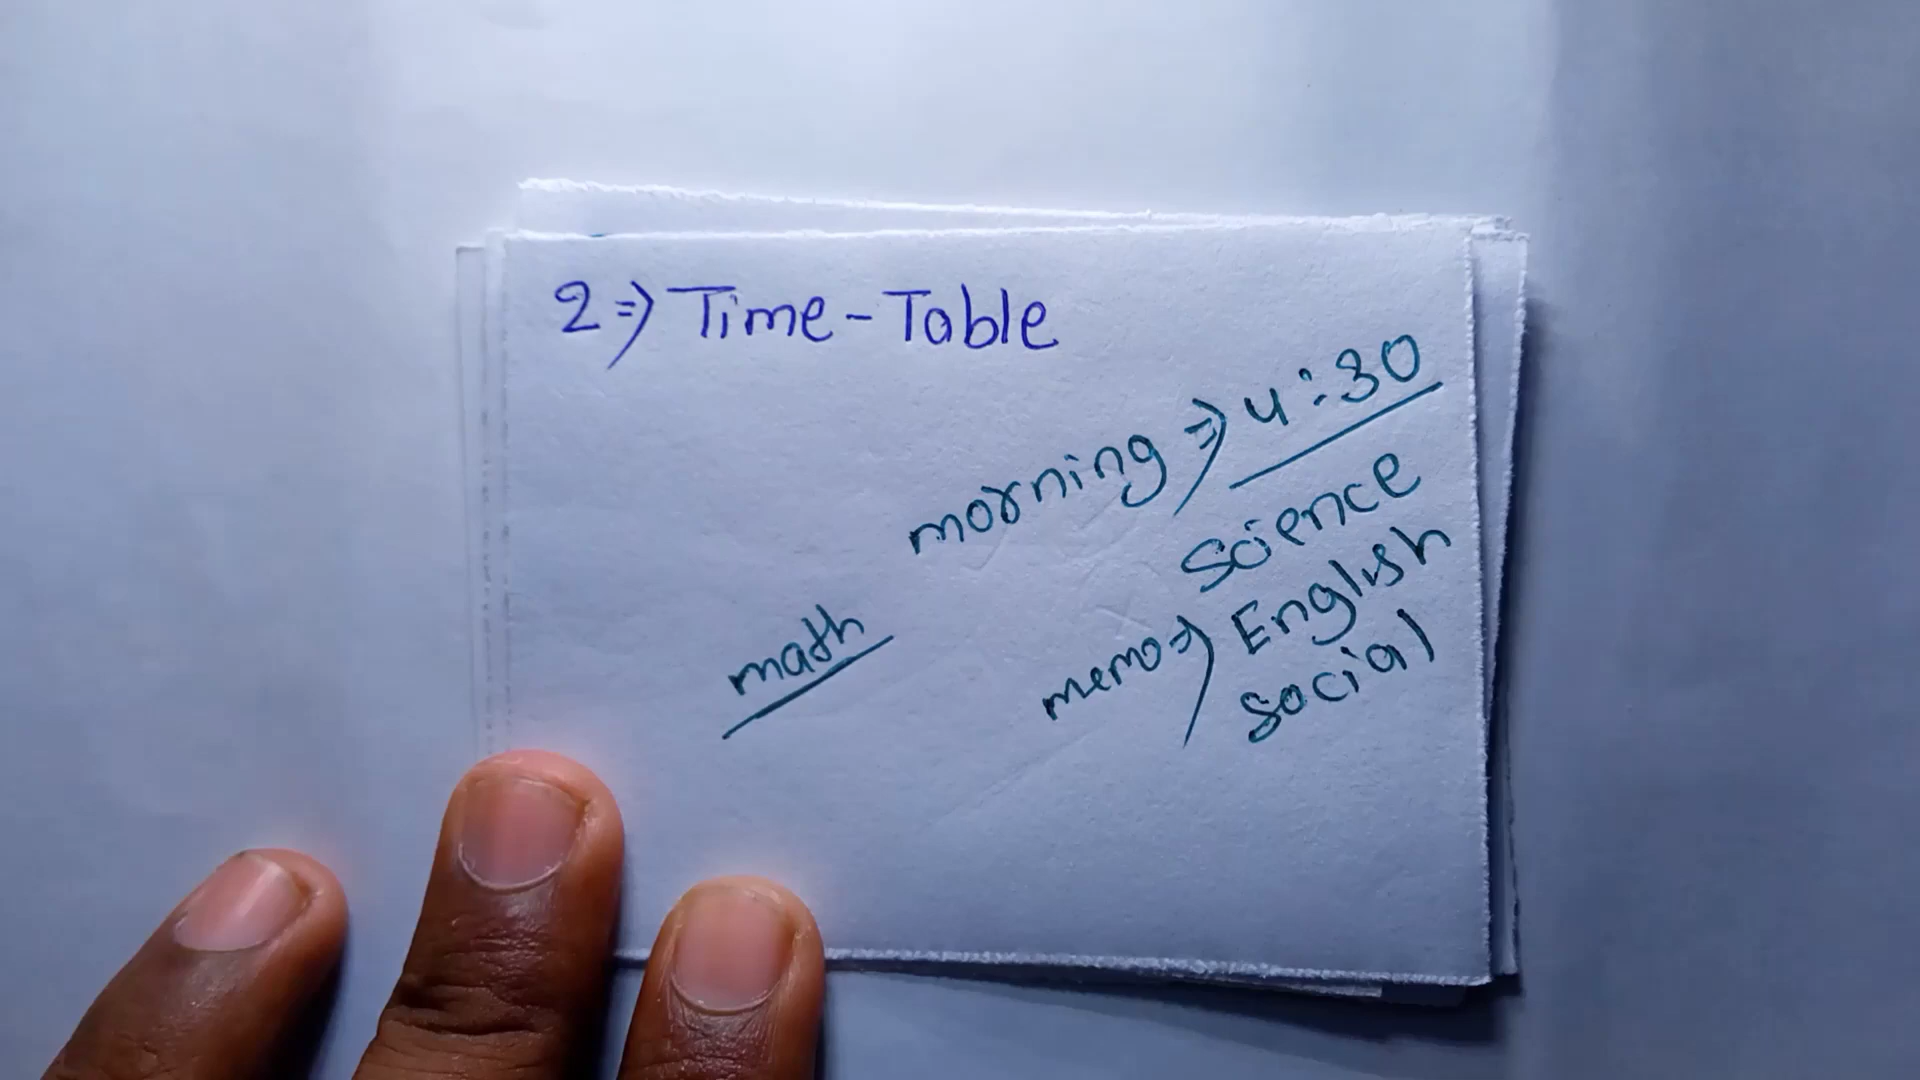 2 => Time-Table
morning => 4:30
Science
memo => English
social
math